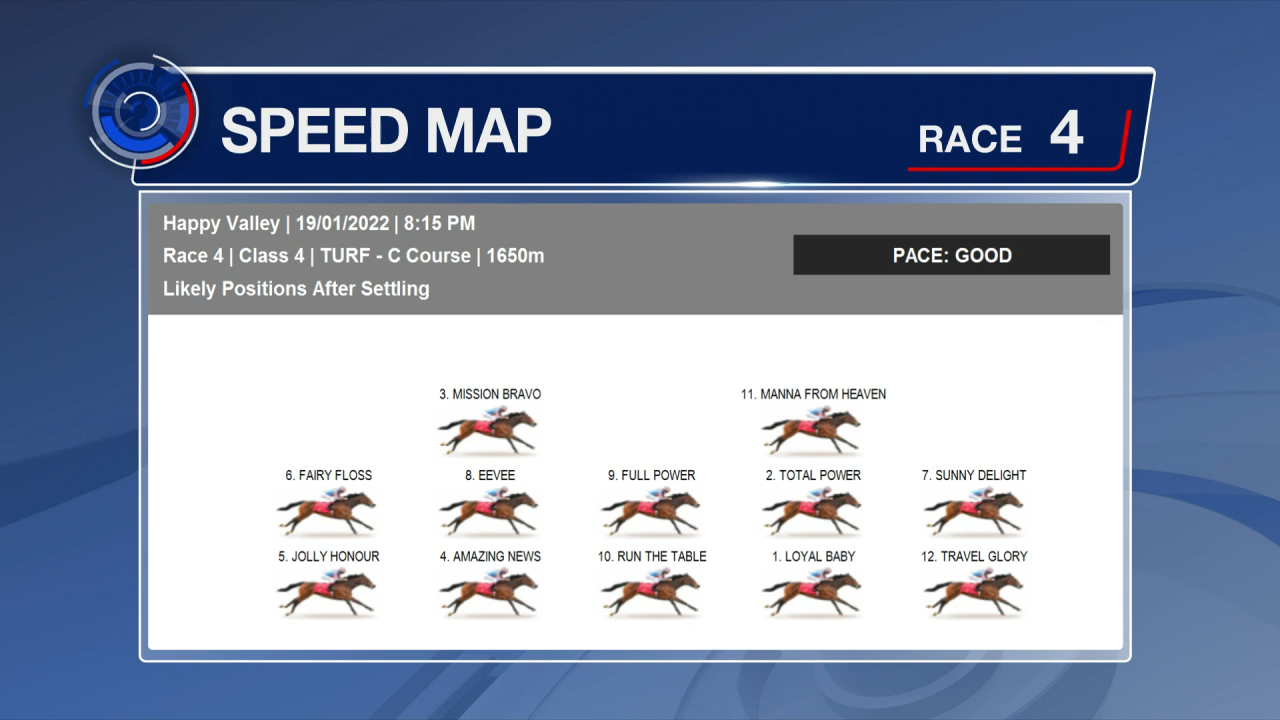 SPEED MAP
RACE 4
Happy Valley | 19/01/2022 | 8:15 PM
Race 4 | Class 4 | TURF - C Course | 1650m
PACE: GOOD
Likely Positions After Settling
3. MISSION BRAVO
11. MANNA FROM HEAVEN
6. FAIRY FLOSS
8. EEVEE
9. FULL POWER
2. TOTAL POWER
7. SUNNY DELIGHT
5. JOLLY HONOUR
4. AMAZING NEWS
10. RUN THE TABLE
1. LOYAL BABY
12. TRAVEL GLORY